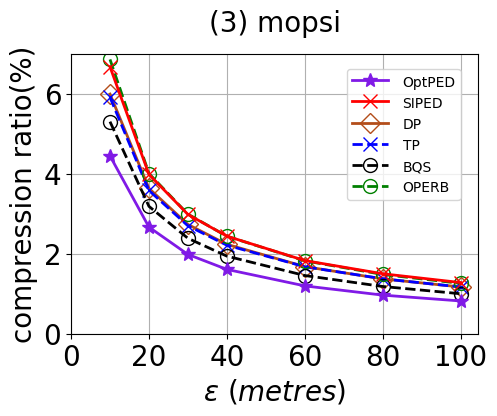 (3) mopsi
compression ratio(%)
6
4
2
0
OptPED
SIPED
DP
TP
BQS
OPERB
0 20 40 60 80 100
ε (metres)